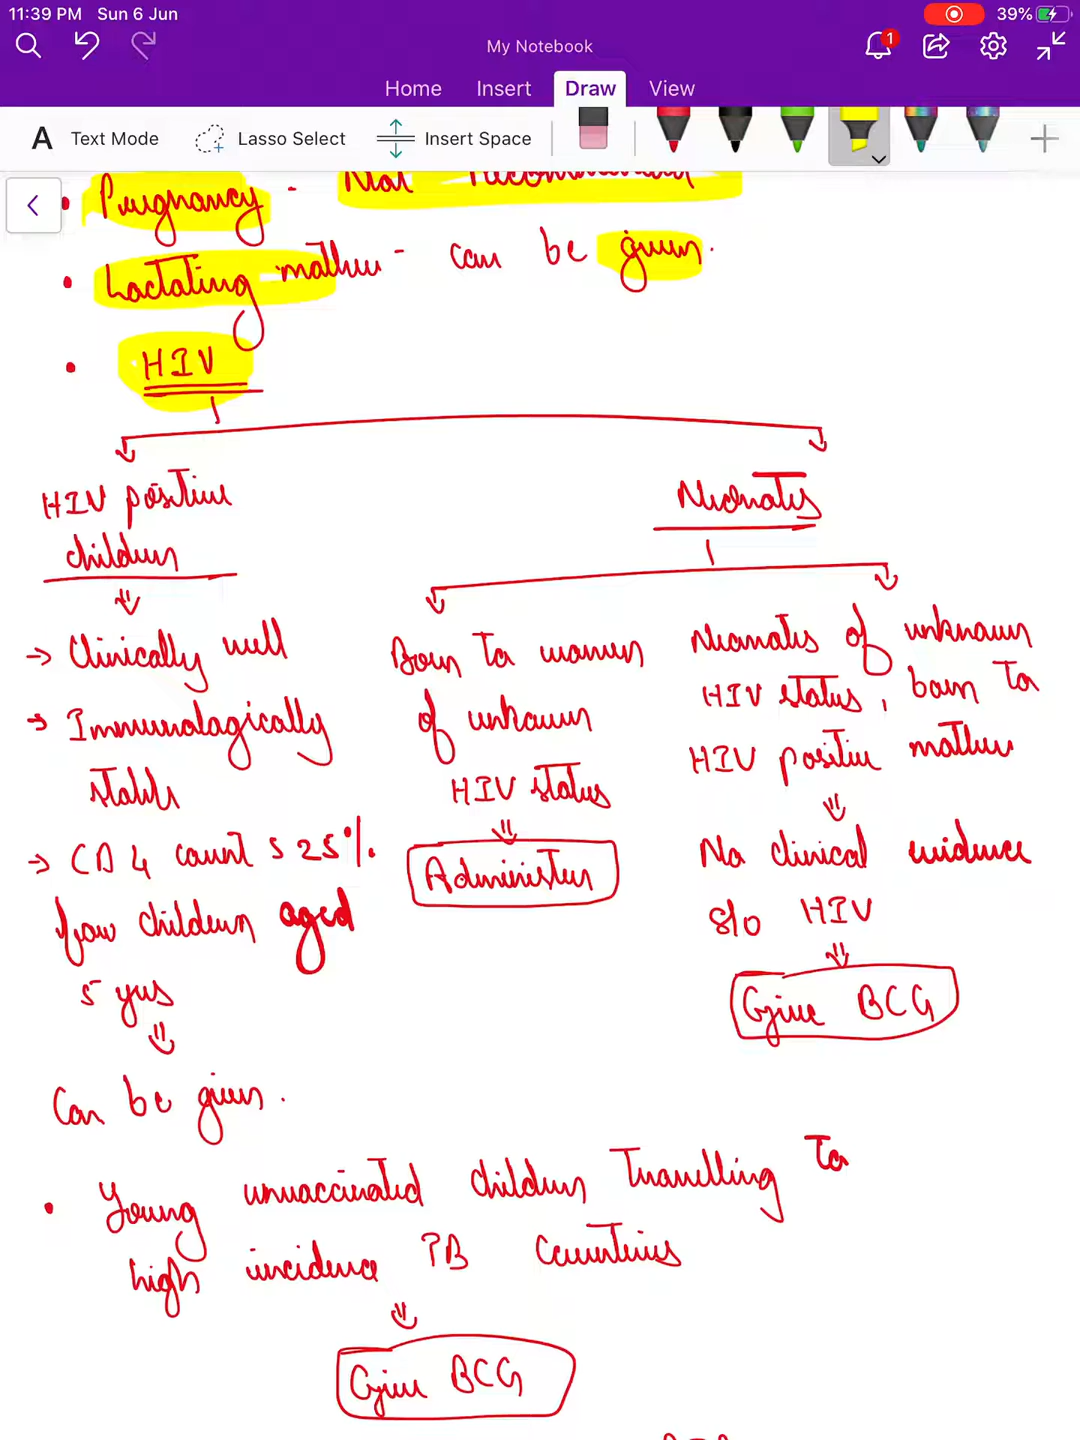 11:39 PM Sun 6 Jun
39%
My Notebook
1
Home Insert Draw View
A Text Mode Lasso Select Insert Space
• Pregnancy - Not recommended
• Lactating mother - can be given.
• HIV
HIV positive
children
→ Clinically well
→ Immunologically
stable
→ CD4 count > 25%.
for children aged
5 yrs
Can be given.
Neonates
Born to women
of unknown
HIV status
Administer
Neonates of unknown
HIV status, born to
HIV positive mother
No clinical evidence
s/o HIV
Give BCG
• Young unvaccinated children Travelling to
high incidence TB Countries
Give BCG